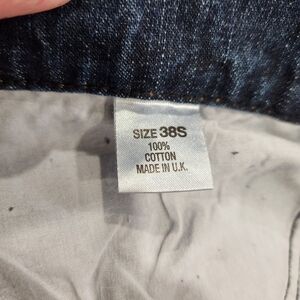 SIZE 38S
100%
COTTON
MADE IN U.K.